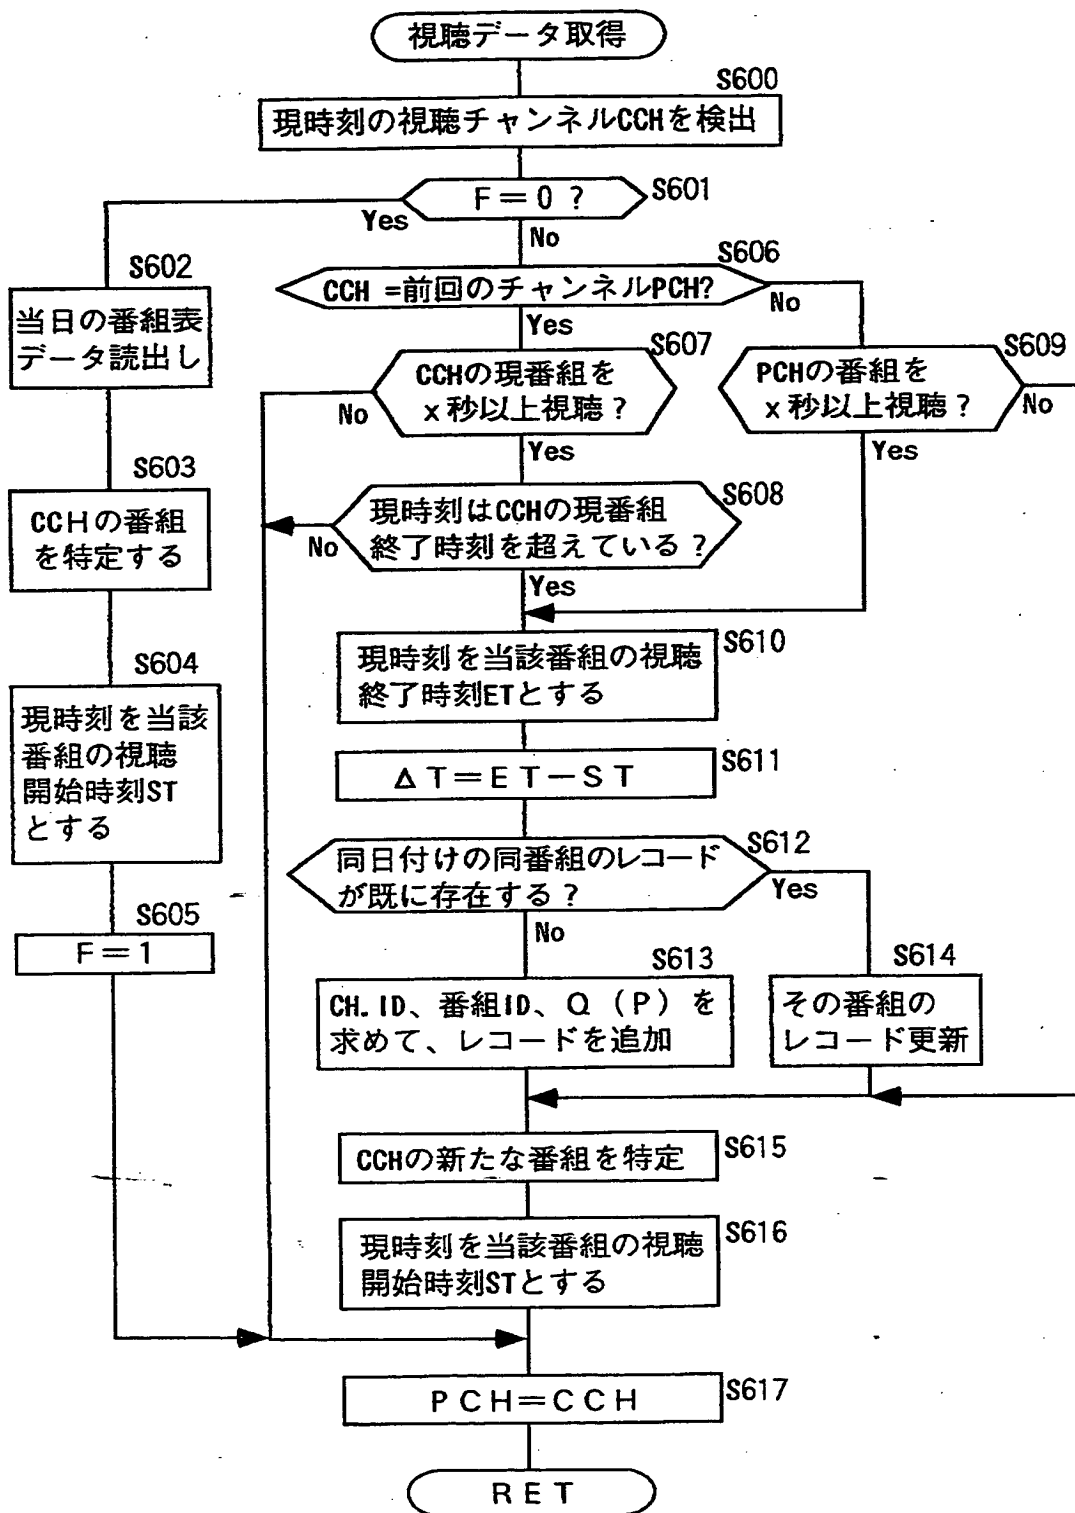 視聴データ取得
S600
現時刻の視聴チャンネルCCHを検出
F=0?
S601
Yes
No
S602
当日の番組表
データ読出し
S603
CCHの番組
を特定する
S604
現時刻を当該
番組の視聴
開始時刻ST
とする
S605
F=1
S606
CCH =前回のチャンネルPCH?
No
Yes
S607
CCHの現番組を
x秒以上視聴?
No
Yes
S609
PCHの番組を
x秒以上視聴?
No
Yes
S608
現時刻はCCHの現番組
終了時刻を超えている?
No
Yes
S610
現時刻を当該番組の視聴
終了時刻ETとする
S611
ΔT=ET−ST
S612
同日付けの同番組のレコード
が既に存在する?
Yes
No
S613
CH.ID、番組ID、Q(P)を
求めて、レコードを追加
S614
その番組の
レコード更新
S615
CCHの新たな番組を特定
S616
現時刻を当該番組の視聴
開始時刻STとする
S617
PCH=CCH
RET